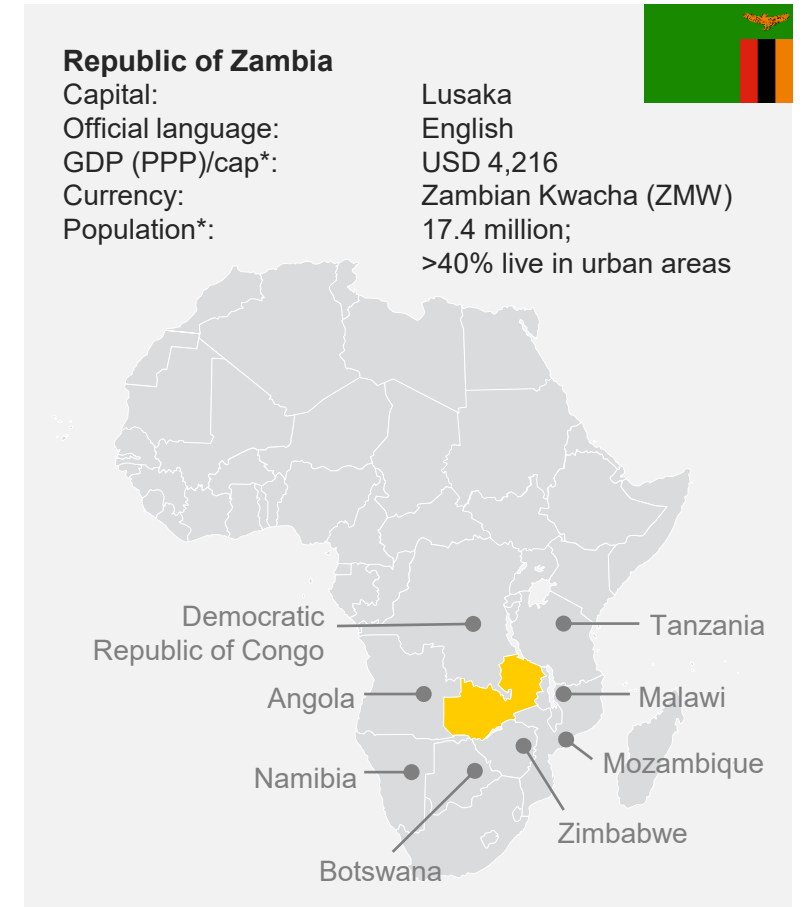 Republic of Zambia
Capital: Lusaka
Official language: English
GDP (PPP)/cap*: USD 4,216
Currency: Zambian Kwacha (ZMW)
Population*: 17.4 million;
>40% live in urban areas
Democratic
Republic of Congo
Tanzania
Angola
Malawi
Namibia
Mozambique
Zimbabwe
Botswana